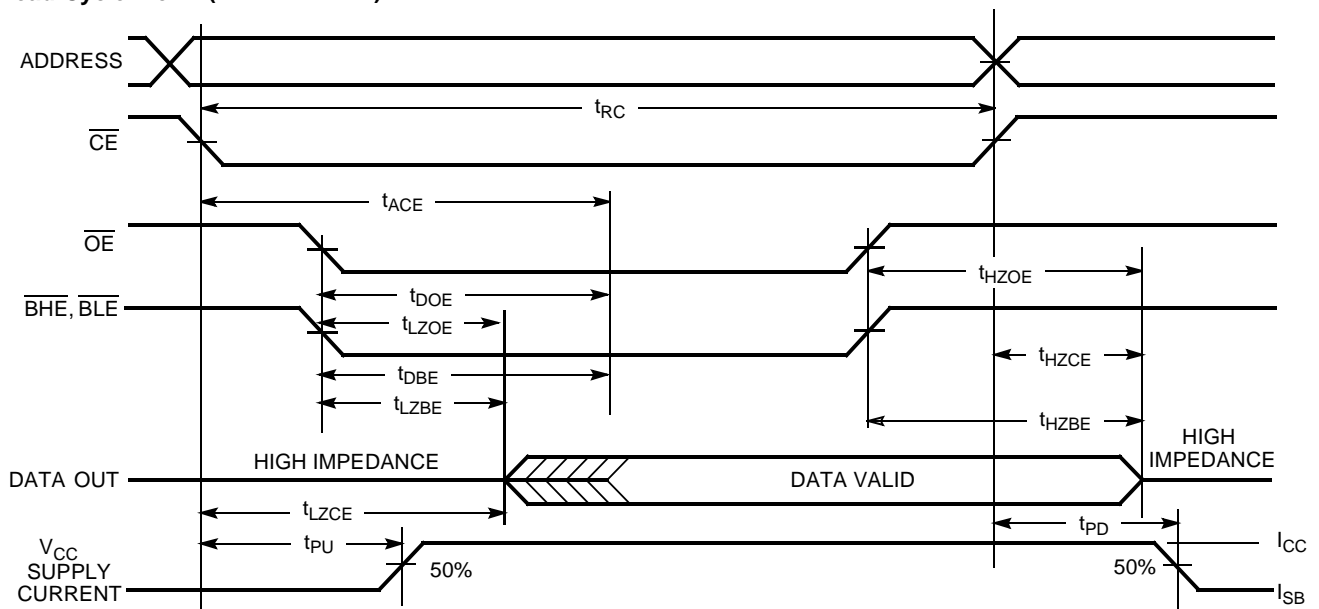 ADDRESS
tRC
CE
tACE
OE
tHZOE
tDOE
BHE, BLE
tLZOE
tHZCE
tDBE
tLZBE
tHZBE
HIGH IMPEDANCE
HIGH
IMPEDANCE
DATA OUT
DATA VALID
tLZCE
tPD
tPU
VCC
SUPPLY
CURRENT
50%
50%
ICC
ISB